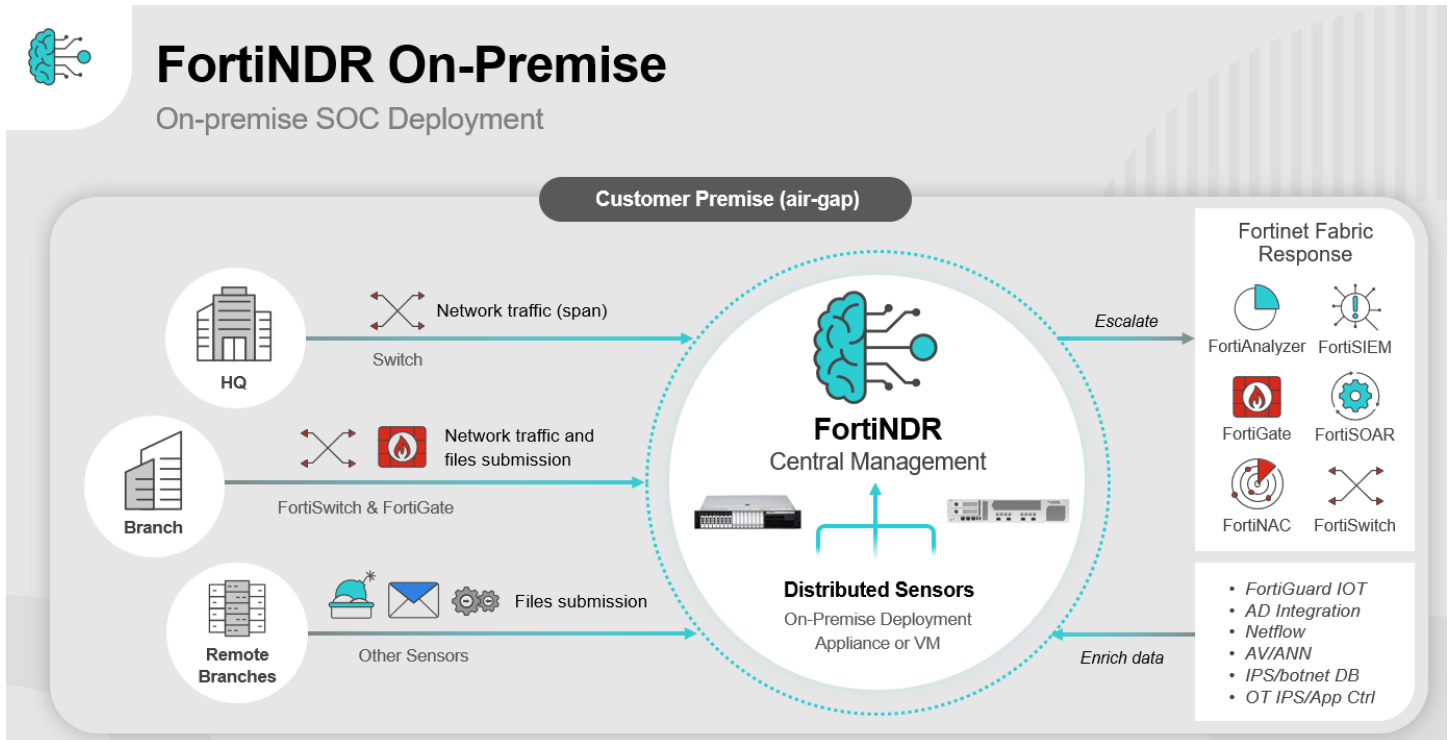 FortiNDR On-Premise
On-premise SOC Deployment
Customer Premise (air-gap)
HQ
Network traffic (span)
Switch
Branch
Network traffic and
files submission
FortiSwitch & FortiGate
Remote
Branches
Files submission
Other Sensors
FortiNDR
Central Management
Distributed Sensors
On-Premise Deployment
Appliance or VM
Escalate
Enrich data
Fortinet Fabric
Response
FortiAnalyzer
FortiSIEM
FortiGate
FortiSOAR
FortiNAC
FortiSwitch
• FortiGuard IOT
• AD Integration
• Netflow
• AV/ANN
• IPS/botnet DB
• OT IPS/App Ctrl